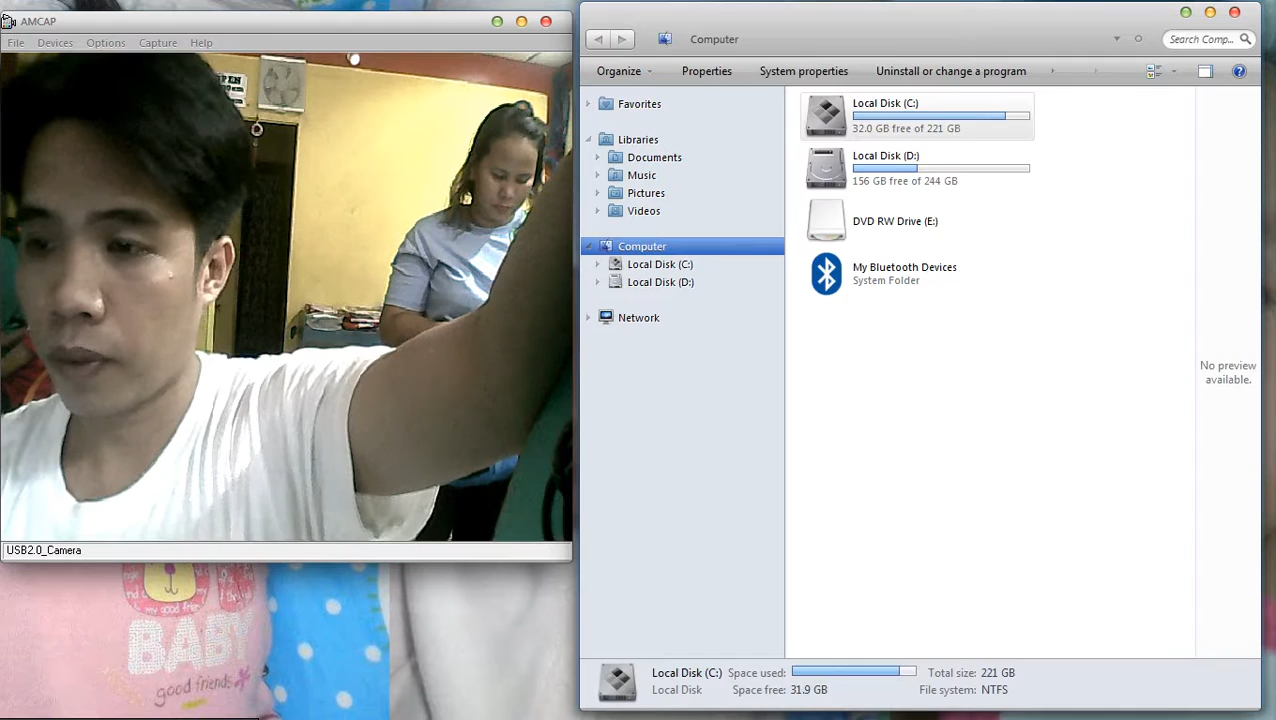 AMCAP
File Devices Options Capture Help
USB2.0_Camera
my good friend
BABY
good friends
Computer
Search Comp...
Organize Properties System properties Uninstall or change a program
Favorites
Libraries
Documents
Music
Pictures
Videos
Computer
Local Disk (C:)
Local Disk (D:)
Network
Local Disk (C:)
32.0 GB free of 221 GB
Local Disk (D:)
156 GB free of 244 GB
DVD RW Drive (E:)
My Bluetooth Devices
System Folder
No preview
available.
Local Disk (C:) Space used: Total size: 221 GB
Local Disk Space free: 31.9 GB File system: NTFS